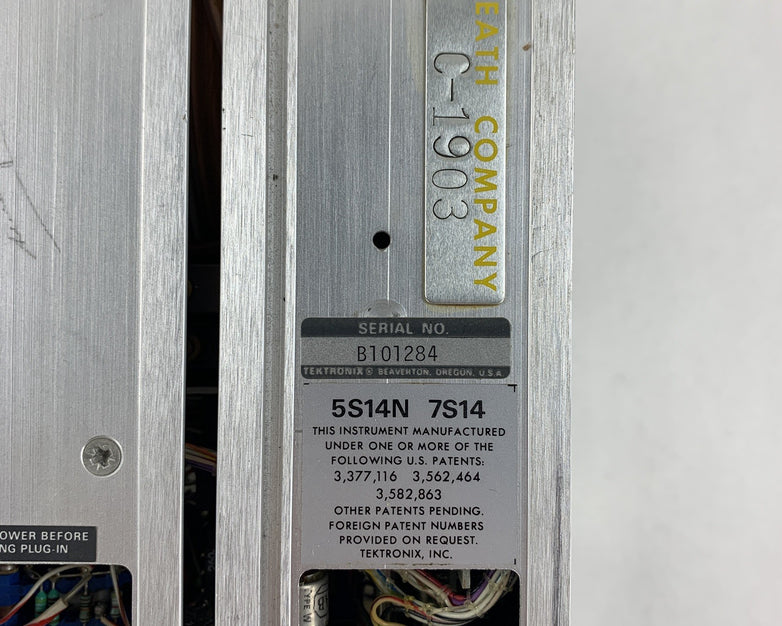 EATH COMPANY
C-1903
SERIAL NO.
B101284
TEKTRONIX® BEAVERTON, OREGON, U.S.A
5S14N 7S14
THIS INSTRUMENT MANUFACTURED
UNDER ONE OR MORE OF THE
FOLLOWING U.S. PATENTS:
3,377,116 3,562,464
3,582,863
OTHER PATENTS PENDING.
FOREIGN PATENT NUMBERS
PROVIDED ON REQUEST.
TEKTRONIX, INC.
OWER BEFORE
NG PLUG-IN
TYPE W